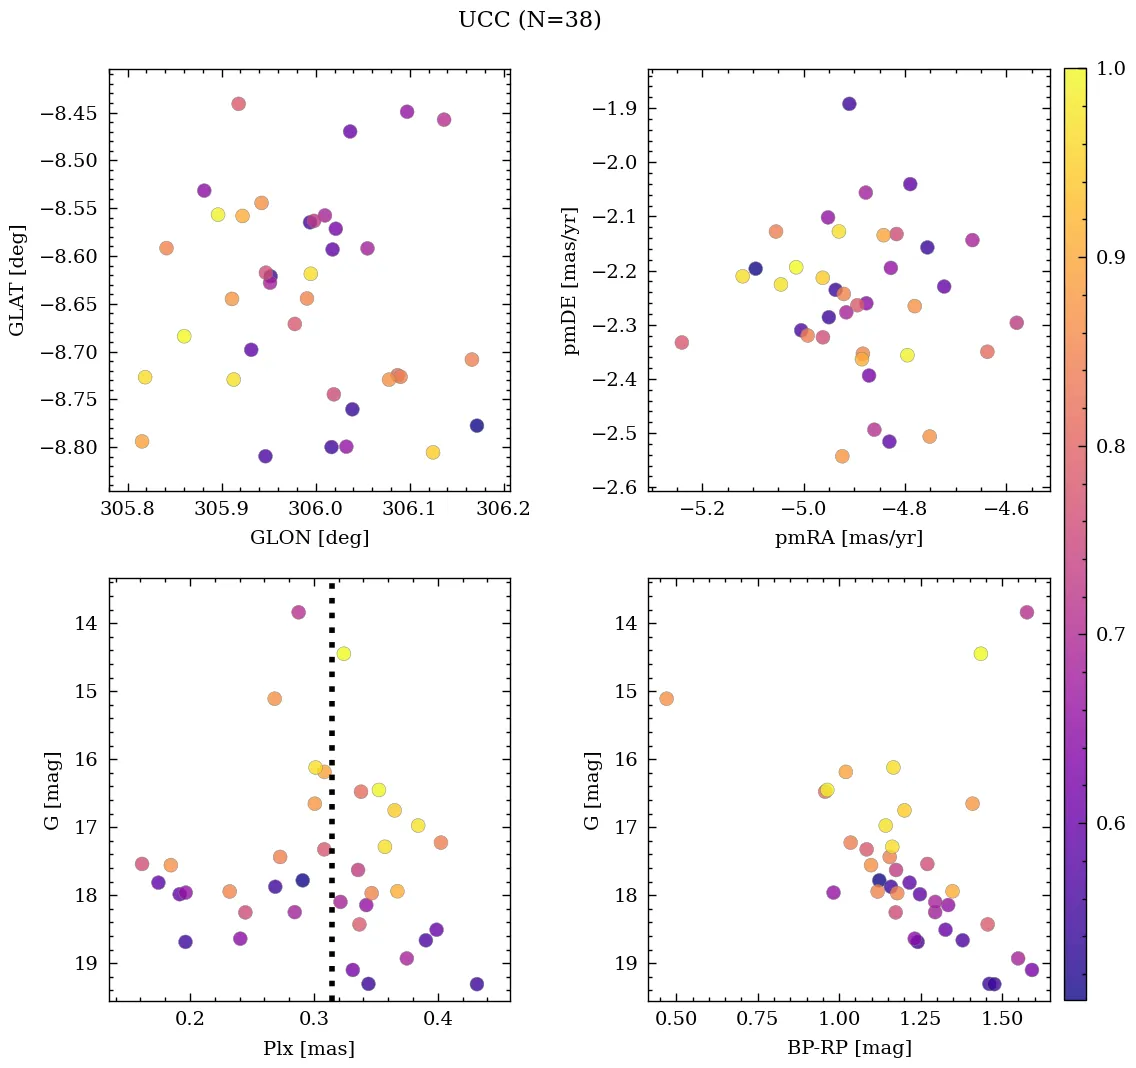 UCC (N=38)
−8.45
−8.50
−8.55
−8.60
−8.65
−8.70
−8.75
−8.80
GLAT [deg]
305.8 305.9 306.0 306.1 306.2
GLON [deg]
−1.9
−2.0
−2.1
−2.2
−2.3
−2.4
−2.5
−2.6
pmDE [mas/yr]
−5.2 −5.0 −4.8 −4.6
pmRA [mas/yr]
14
15
16
17
18
19
G [mag]
0.2 0.3 0.4
Plx [mas]
14
15
16
17
18
19
G [mag]
0.50 0.75 1.00 1.25 1.50
BP-RP [mag]
1.0
0.9
0.8
0.7
0.6